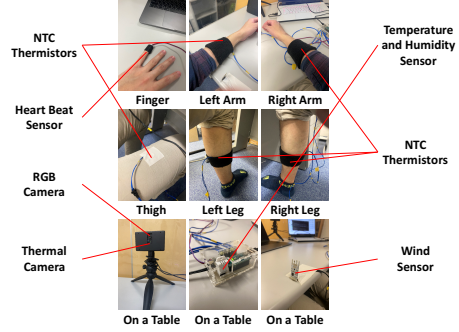 NTC
Thermistors
Temperature
and Humidity
Sensor
Finger
Left Arm
Right Arm
Heart Beat
Sensor
NTC
Thermistors
RGB
Camera
Thigh
Left Leg
Right Leg
Thermal
Camera
Wind
Sensor
On a Table
On a Table
On a Table